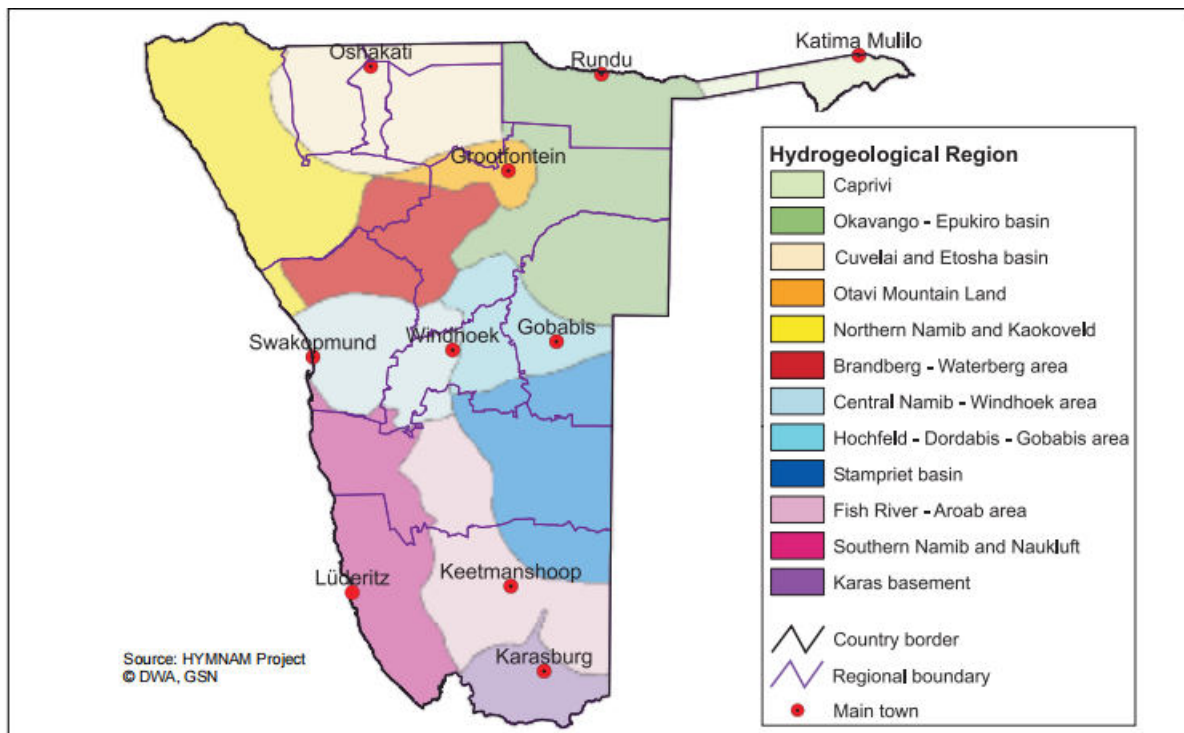 Oshakati
Rundu
Katima Mulilo
Grootfontein
Swakopmund
Windhoek
Gobabis
Lüderitz
Keetmanshoop
Karasburg
Source: HYMNAM Project
© DWA, GSN
Hydrogeological Region
Caprivi
Okavango - Epukiro basin
Cuvelai and Etosha basin
Otavi Mountain Land
Northern Namib and Kaokoveld
Brandberg - Waterberg area
Central Namib - Windhoek area
Hochfeld - Dordabis - Gobabis area
Stampriet basin
Fish River - Aroab area
Southern Namib and Naukluft
Karas basement
Country border
Regional boundary
Main town